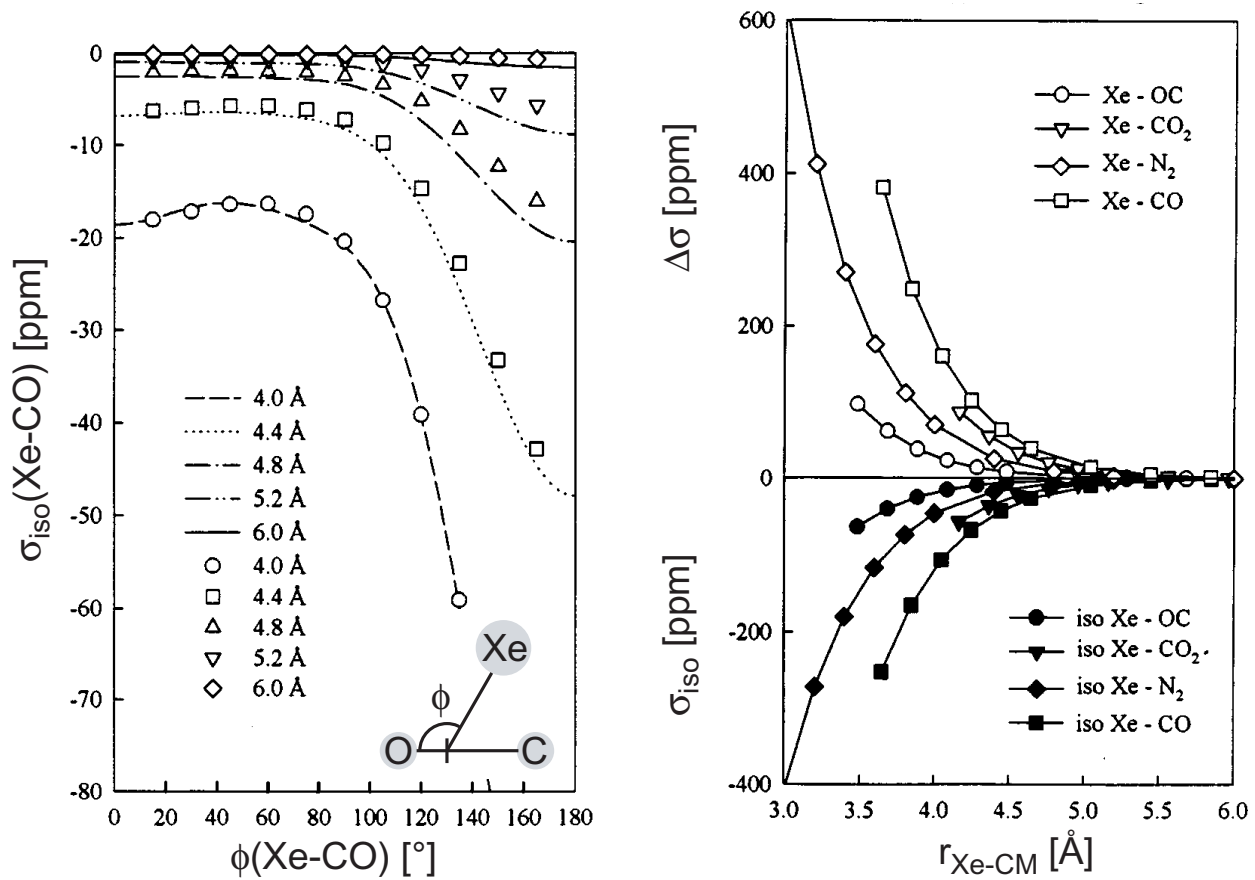 0
-10
-20
-30
-40
-50
-60
-70
-80
σiso(Xe-CO) [ppm]
4.0 Å
4.4 Å
4.8 Å
5.2 Å
6.0 Å
4.0 Å
4.4 Å
4.8 Å
5.2 Å
6.0 Å
Xe
ϕ
O
C
0 20 40 60 80 100 120 140 160 180
ϕ(Xe-CO) [°]
600
400
200
0
-200
-400
Δσ [ppm]
σiso [ppm]
Xe - OC
Xe - CO2
Xe - N2
Xe - CO
iso Xe - OC
iso Xe - CO2
iso Xe - N2
iso Xe - CO
3.0 3.5 4.0 4.5 5.0 5.5 6.0
rXe-CM [Å]